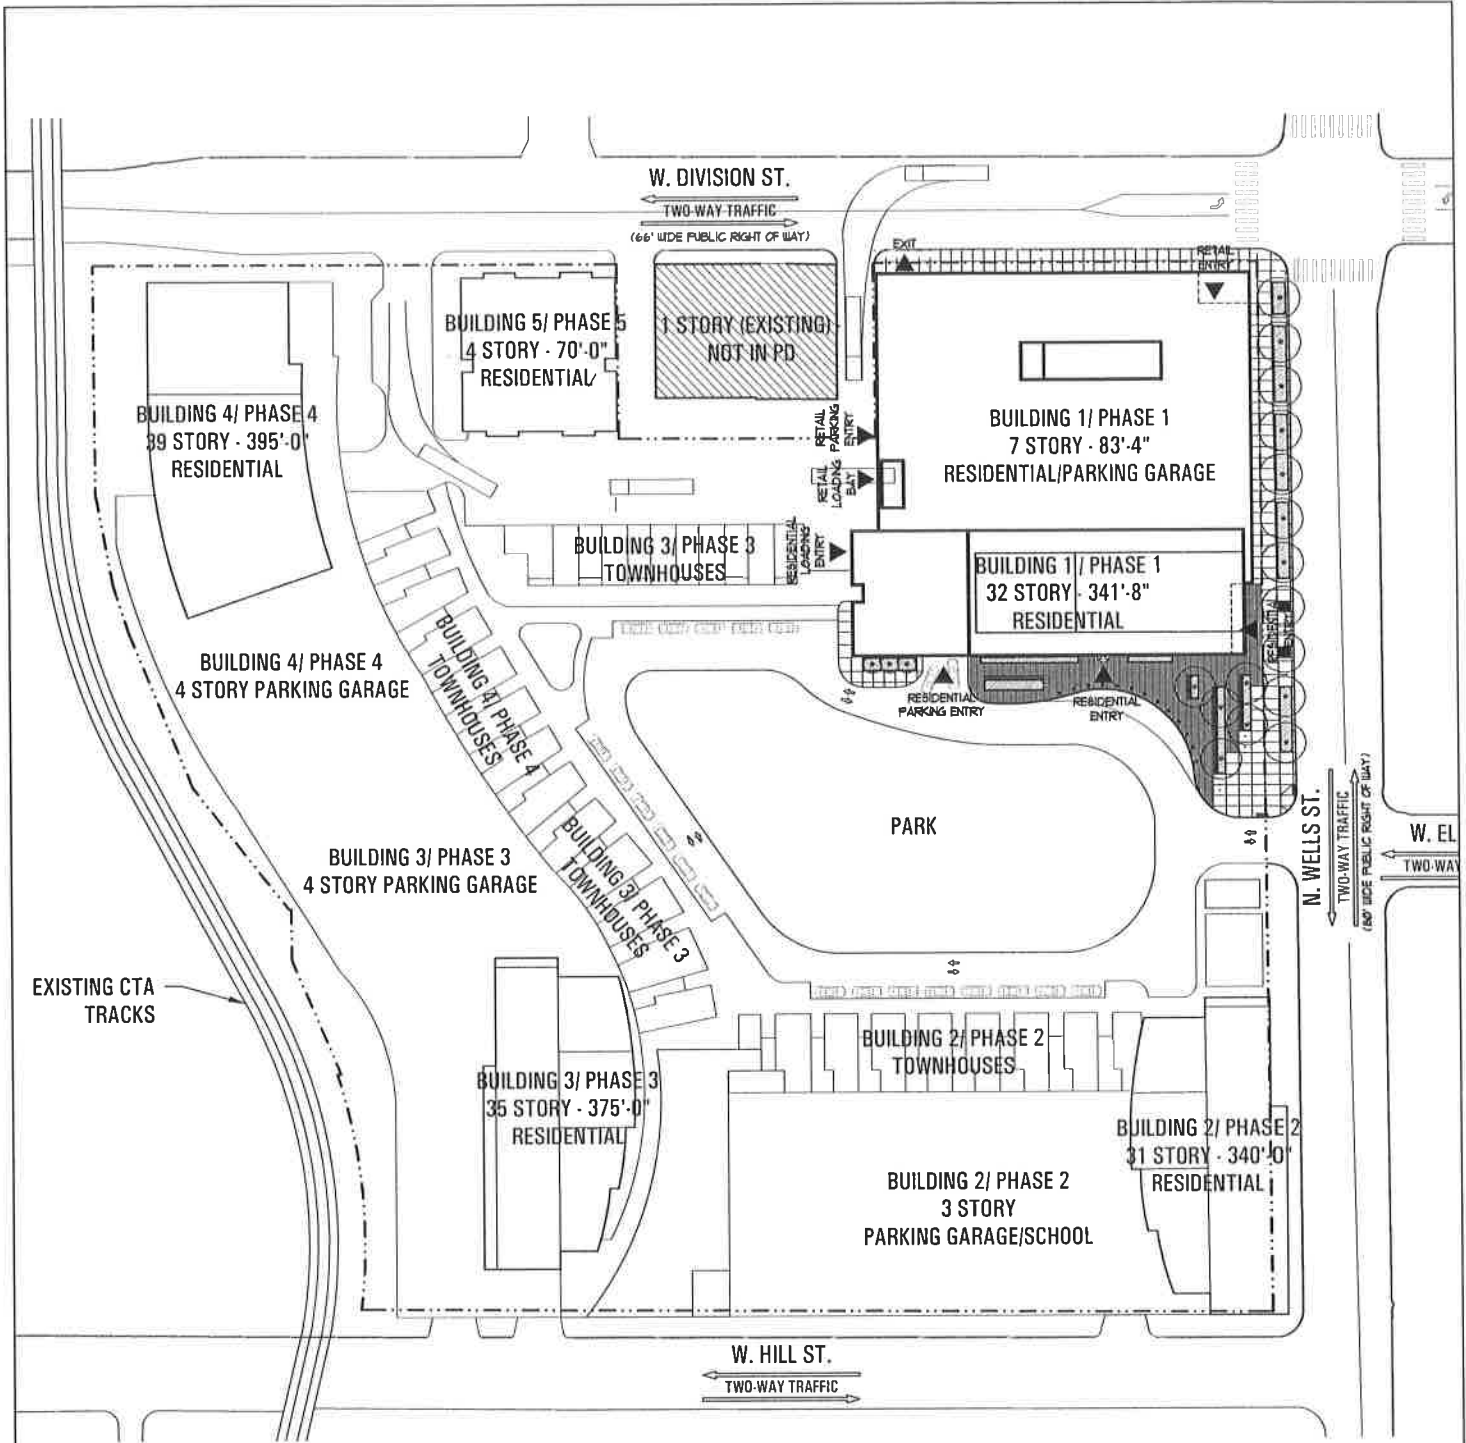 W. DIVISION ST.
TWO-WAY TRAFFIC
(66' WIDE PUBLIC RIGHT OF WAY)
EXIT
RETAIL
ENTRY
BUILDING 5/ PHASE 5
4 STORY - 70'-0"
RESIDENTIAL
1 STORY (EXISTING)
NOT IN PD
BUILDING 4/ PHASE 4
39 STORY - 395'-0"
RESIDENTIAL
RETAIL
PARKING
ENTRY
BUILDING 1/ PHASE 1
7 STORY - 83'-4"
RESIDENTIAL/PARKING GARAGE
RETAIL
LOADING
BAY
RESIDENTIAL
LOADING
ENTRY
BUILDING 3/ PHASE 3
TOWNHOUSES
BUILDING 1 / PHASE 1
32 STORY - 341'-8"
RESIDENTIAL
RESIDENTIAL
ENTRY
BUILDING 4/ PHASE 4
4 STORY PARKING GARAGE
BUILDING 4/ PHASE 4
TOWNHOUSES
RESIDENTIAL
PARKING ENTRY
RESIDENTIAL
ENTRY
PARK
N. WELLS ST.
TWO-WAY TRAFFIC
(80' WIDE PUBLIC RIGHT OF WAY)
W. EL
TWO-WAY
BUILDING 3/ PHASE 3
4 STORY PARKING GARAGE
BUILDING 3/ PHASE 3
TOWNHOUSES
EXISTING CTA
TRACKS
BUILDING 2/ PHASE 2
TOWNHOUSES
BUILDING 3/ PHASE 3
35 STORY - 375'-0"
RESIDENTIAL
BUILDING 2/ PHASE 2
31 STORY - 340'-0"
RESIDENTIAL
BUILDING 2/ PHASE 2
3 STORY
PARKING GARAGE/SCHOOL
W. HILL ST.
TWO-WAY TRAFFIC